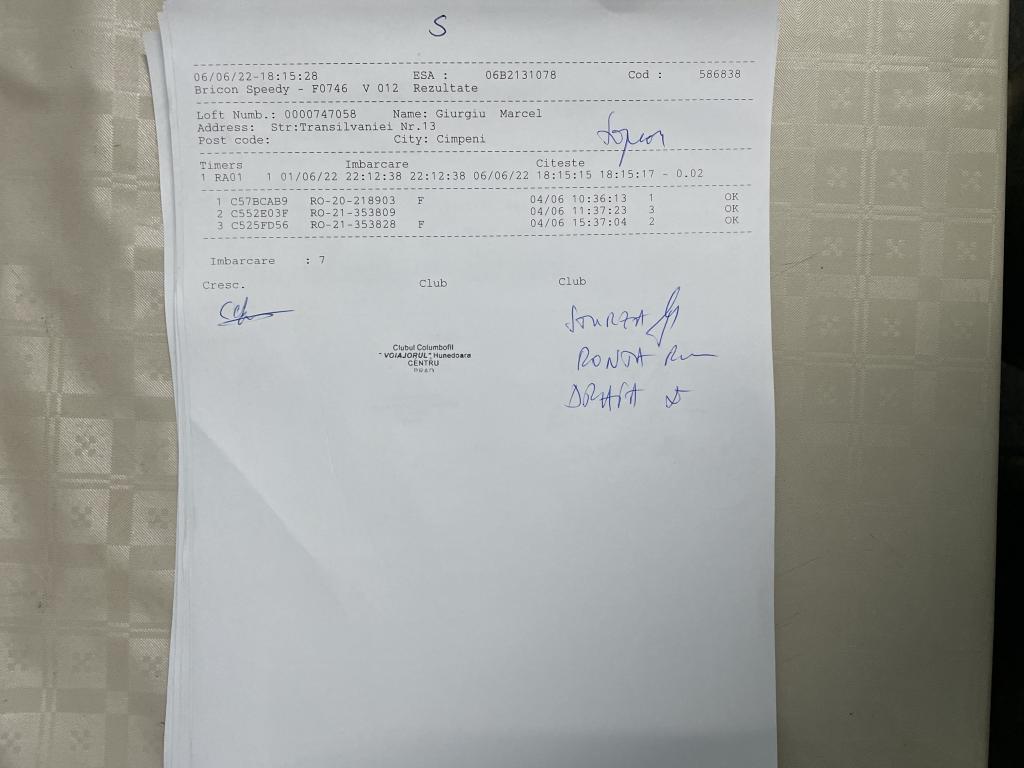 S
06/06/22-18:15:28 ESA : 06B2131078 Cod : 586838
Bricon Speedy - F0746 V 012 Rezultate
Loft Numb.: 0000747058 Name: Giurgiu Marcel
Address: Str:Transilvaniei Nr.13
Post code: City: Cimpeni
Timers Imbarcare Citeste
1 RA01 1 01/06/22 22:12:38 22:12:38 06/06/22 18:15:15 18:15:17 - 0.02
1 C57BCAB9 RO-20-218903 F 04/06 10:36:13 1 OK
2 C552E03F RO-21-353809 04/06 11:37:23 3 OK
3 C525FD56 RO-21-353828 F 04/06 15:37:04 2 OK
Imbarcare : 7
Cresc. Club Club
Clubul Columbofil
"VOIAJORUL" Hunedoara
CENTRU
BRAD